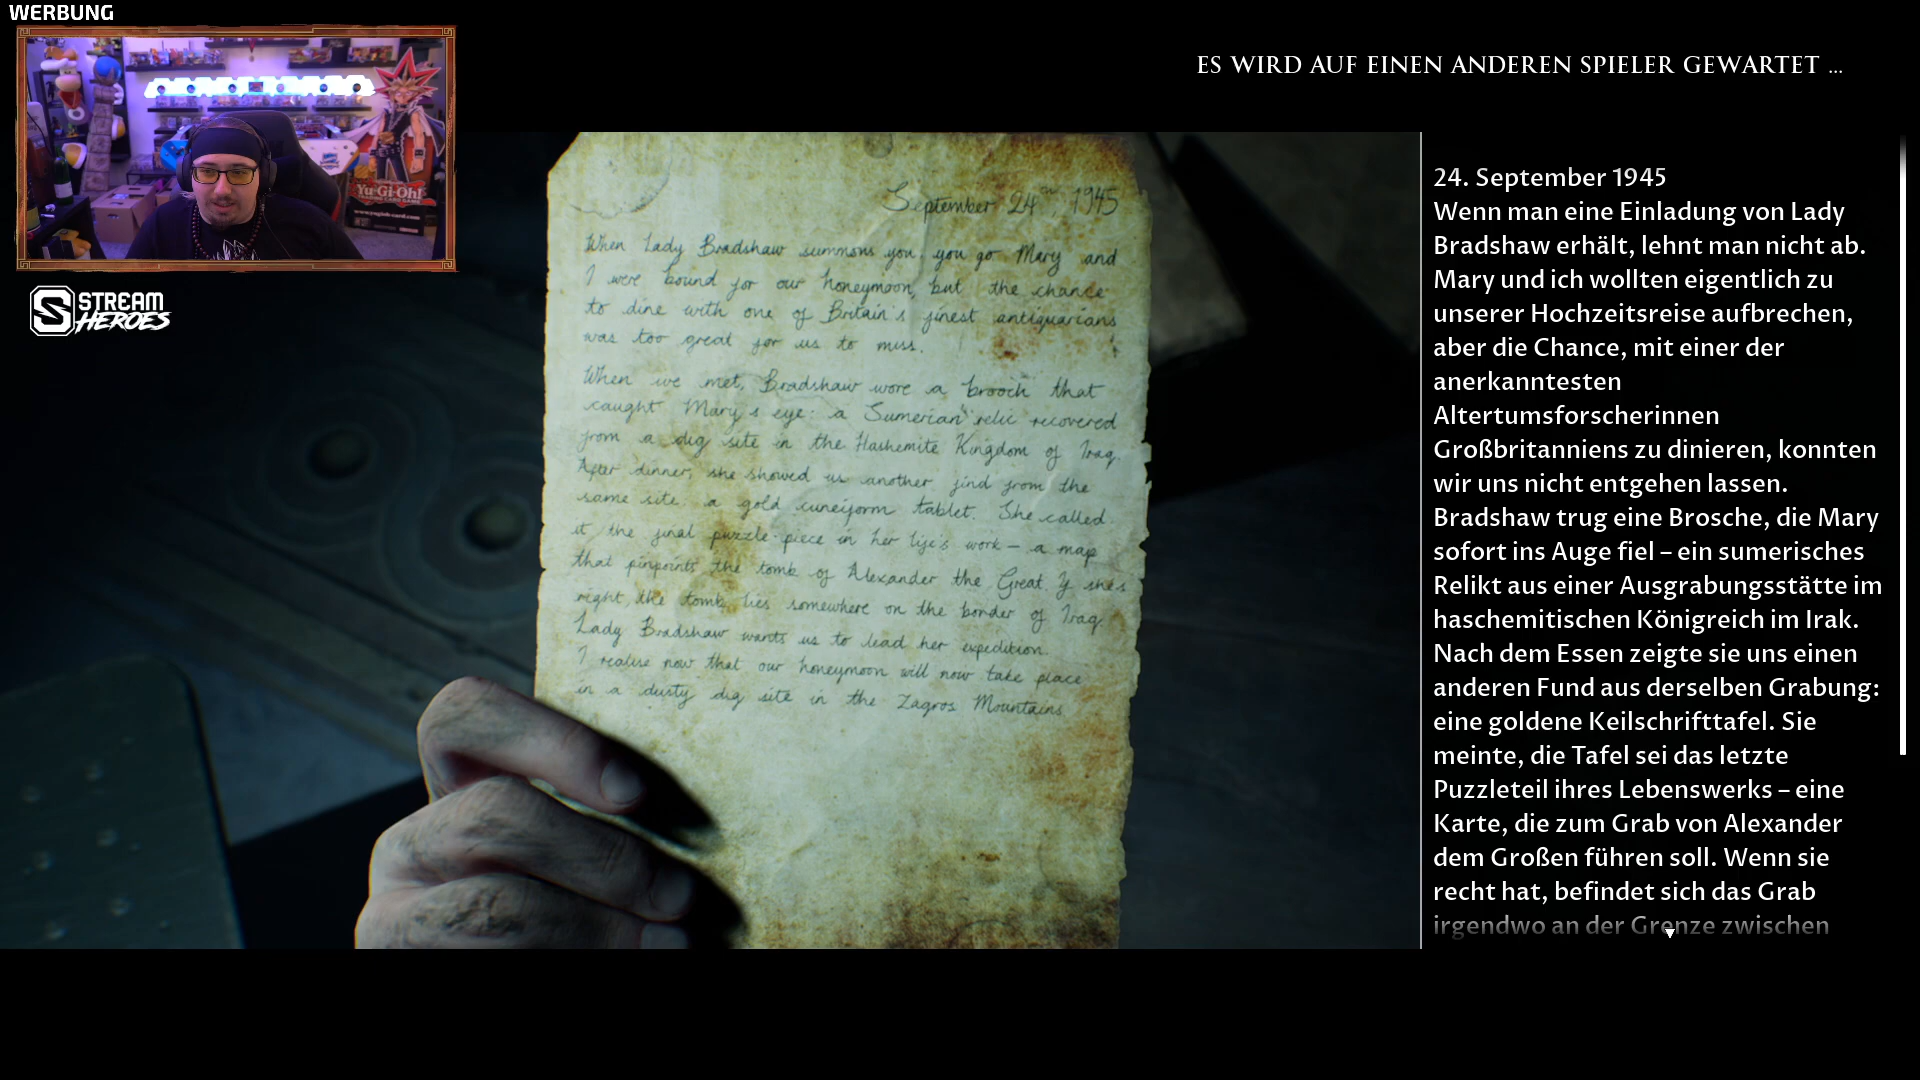 WERBUNG
STREAM
HEROES
Yu-Gi-Oh!
ES WIRD AUF EINEN ANDEREN SPIELER GEWARTET ...
September 24th 1945
When Lady Bradshaw summons you, you go. Mary and
I were bound for our honeymoon, but the chance
to dine with one of Britain's finest antiquarians
was too great for us to miss.
When we met, Bradshaw wore a brooch that
caught Mary's eye: a Sumerian relic recovered
from a dig site in the Hashemite Kingdom of Iraq.
After dinner, she showed us another find from the
same site: a gold cuneiform tablet. She called
it the final puzzle-piece in her life's work – a map
that pinpoints the tomb of Alexander the Great. If she's
right, the tomb lies somewhere on the border of Iraq.
Lady Bradshaw wants us to lead her expedition.
I realise now that our honeymoon will now take place
in a dusty dig site in the Zagros Mountains
24. September 1945
Wenn man eine Einladung von Lady
Bradshaw erhält, lehnt man nicht ab.
Mary und ich wollten eigentlich zu
unserer Hochzeitsreise aufbrechen,
aber die Chance, mit einer der
anerkanntesten
Altertumsforscherinnen
Großbritanniens zu dinieren, konnten
wir uns nicht entgehen lassen.
Bradshaw trug eine Brosche, die Mary
sofort ins Auge fiel – ein sumerisches
Relikt aus einer Ausgrabungsstätte im
haschemitischen Königreich im Irak.
Nach dem Essen zeigte sie uns einen
anderen Fund aus derselben Grabung:
eine goldene Keilschrifttafel. Sie
meinte, die Tafel sei das letzte
Puzzleteil ihres Lebenswerks – eine
Karte, die zum Grab von Alexander
dem Großen führen soll. Wenn sie
recht hat, befindet sich das Grab
irgendwo an der Grenze zwischen